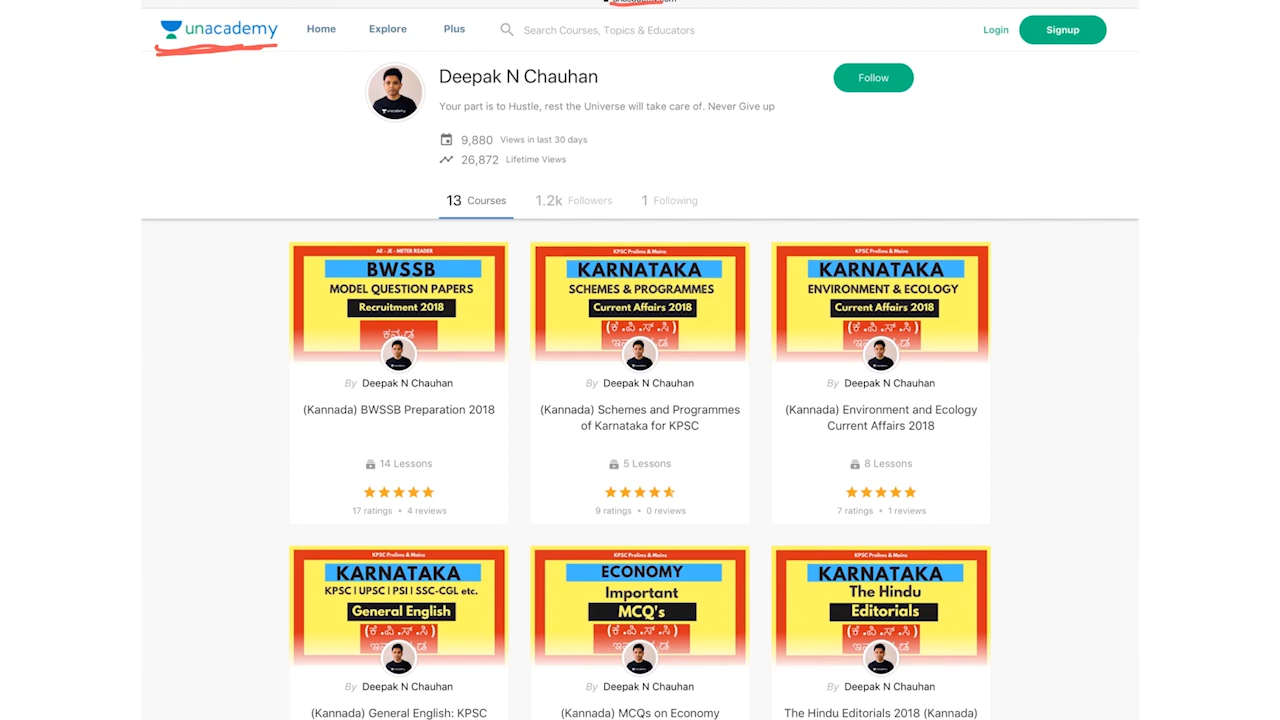 unacademy
Home Explore Plus Search Courses, Topics & Educators Login Signup
Deepak N Chauhan
Follow
Your part is to Hustle, rest the Universe will take care of. Never Give up
9,880 Views in last 30 days
26,872 Lifetime Views
13 Courses 1.2k Followers 1 Following
AE - JE - METER READER
BWSSB
MODEL QUESTION PAPERS
Recruitment 2018
ಕನ್ನಡ
By Deepak N Chauhan
(Kannada) BWSSB Preparation 2018
14 Lessons
17 ratings • 4 reviews
KPSC Prelims & Mains
KARNATAKA
SCHEMES & PROGRAMMES
Current Affairs 2018
(ಕೆ.ಪಿ.ಎಸ್.ಸಿ)
By Deepak N Chauhan
(Kannada) Schemes and Programmes
of Karnataka for KPSC
5 Lessons
9 ratings • 0 reviews
KPSC Prelims & Mains
KARNATAKA
ENVIRONMENT & ECOLOGY
Current Affairs 2018
(ಕೆ.ಪಿ.ಎಸ್.ಸಿ)
By Deepak N Chauhan
(Kannada) Environment and Ecology
Current Affairs 2018
8 Lessons
7 ratings • 1 reviews
KPSC Prelims & Mains
KARNATAKA
KPSC | UPSC | PSI | SSC-CGL etc.
General English
(ಕೆ.ಪಿ.ಎಸ್.ಸಿ)
By Deepak N Chauhan
(Kannada) General English: KPSC
KPSC Prelims & Mains
ECONOMY
Important
MCQ's
(ಕೆ.ಪಿ.ಎಸ್.ಸಿ)
By Deepak N Chauhan
(Kannada) MCQs on Economy
KPSC Prelims & Mains
KARNATAKA
The Hindu
Editorials
(ಕೆ.ಪಿ.ಎಸ್.ಸಿ)
By Deepak N Chauhan
The Hindu Editorials 2018 (Kannada)